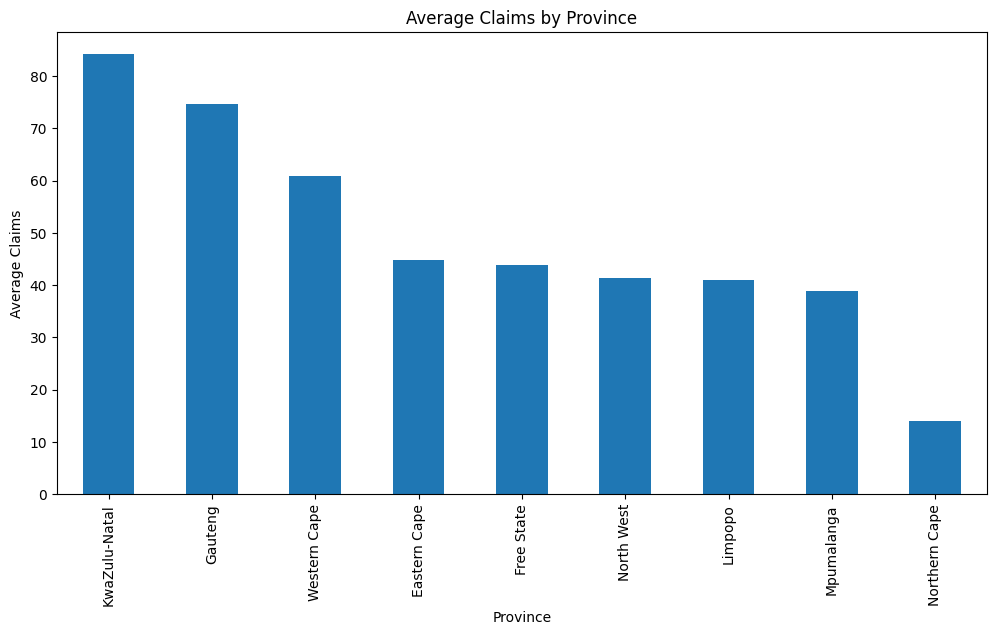 Average Claims by Province
Average Claims
80
70
60
50
40
30
20
10
0
KwaZulu-Natal
Gauteng
Western Cape
Eastern Cape
Free State
North West
Limpopo
Mpumalanga
Northern Cape
Province